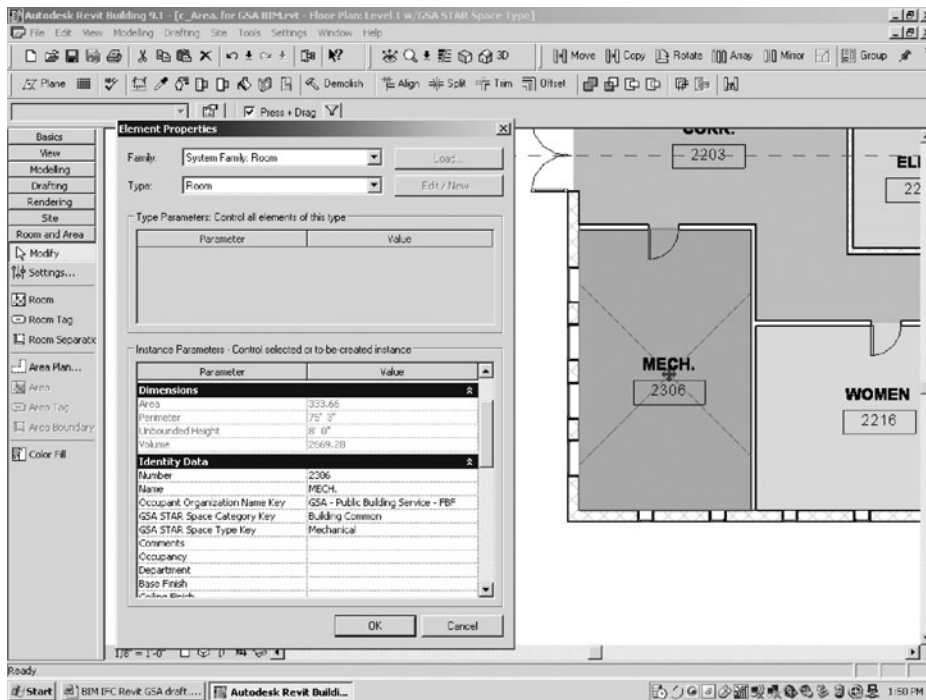 Autodesk Revit Building 9.1 - [c_Area. for GSA BIM.rvt - Floor Plan: Level 1 w/GSA STAR Space Type]
File Edit View Modelling Drafting Site Tools Settings Window Help
3D Move Copy Rotate Array Mirror Group
Plane Demolish Align Split Trim Offset
Press + Drag
Basics
View
Modelling
Drafting
Rendering
Site
Room and Area
Modify
Settings...
Room
Room Tag
Room Separatic
Area Plan...
Area
Area Tag
Area Boundary
Color Fill
Element Properties
Family: System Family: Room Load...
Type: Room Edit / New
Type Parameters: Control all elements of this type
Parameter Value
Instance Parameters - Control selected or to-be-created instance
Parameter Value
Dimensions
Area 333.66
Perimeter 75' 3"
Unbounded Height 8' 0"
Volume 2669.28
Identity Data
Number 2306
Name MECH.
Occupant Organization Name Key GSA - Public Building Service - FBF
GSA STAR Space Category Key Building Common
GSA STAR Space Type Key Mechanical
Comments
Occupancy
Department
Base Finish
Ceiling Finish
OK Cancel
CORR.
2203
ELE
22
MECH.
2306
WOMEN
2216
1/8" = 1'-0"
Ready
Start BIM IFC Revit GSA draft.... Autodesk Revit Buildi... 1:50 PM